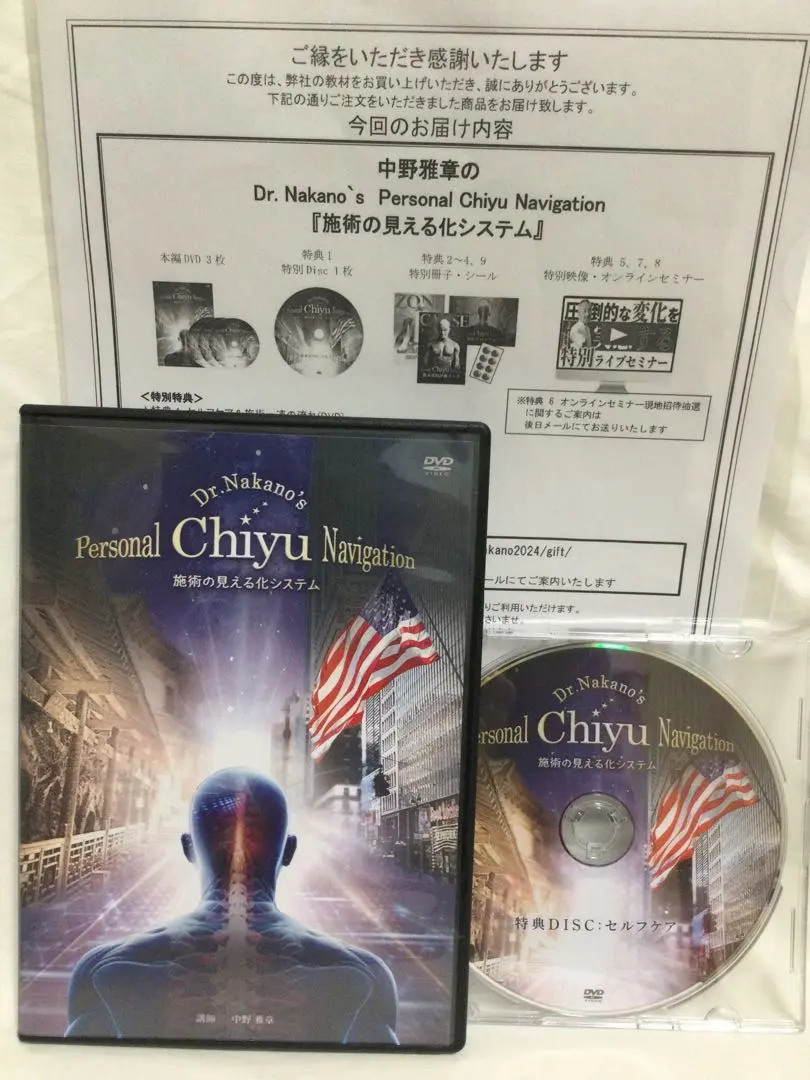 ご縁をいただき感謝いたします
この度は、弊社の教材をお買い上げいただき、誠にありがとうございます。
下記の通りご注文をいただきました商品をお届け致します。
今回のお届け内容
中野雅章の
Dr. Nakano`s Personal Chiyu Navigation
『施術の見える化システム』
本編DVD 3枚
特典1
特別Disc 1枚
特典2～4、9
特別冊子・シール
特典 5、7、8
特別映像・オンラインセミナー
圧倒的な変化を
特別ライブセミナー
<特別特典>
※特典 6 オンラインセミナー現地招待抽選
に関するご案内は
後日メールにてお送りいたします
akano2024/gift/
メールにてご案内いたします
りご利用いただけます。
さいませ。
DVD
VIDEO
Dr.Nakano's
Personal Chiyu Navigation
施術の見える化システム
講師 中野 雅章
Dr.Nakano's
ersonal Chiyu Navigation
施術の見える化システム
特典DISC:セルフケア
DVD